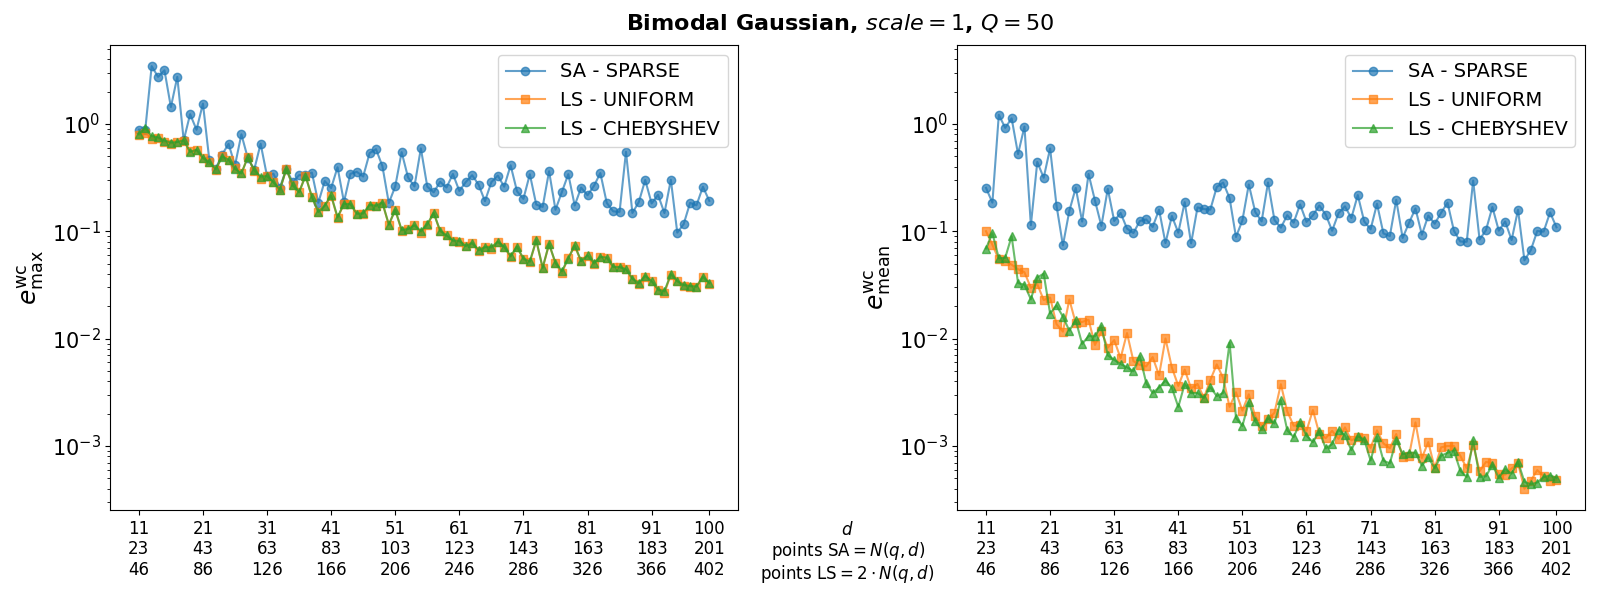 Bimodal Gaussian, scale = 1, Q = 50
SA - SPARSE
LS - UNIFORM
LS - CHEBYSHEV
e^wc_max
10^0
10^-1
10^-2
10^-3
11 21 31 41 51 61 71 81 91 100
23 43 63 83 103 123 143 163 183 201
46 86 126 166 206 246 286 326 366 402
d
points SA = N(q, d)
points LS = 2 · N(q, d)
SA - SPARSE
LS - UNIFORM
LS - CHEBYSHEV
e^wc_mean
10^0
10^-1
10^-2
10^-3
11 21 31 41 51 61 71 81 91 100
23 43 63 83 103 123 143 163 183 201
46 86 126 166 206 246 286 326 366 402